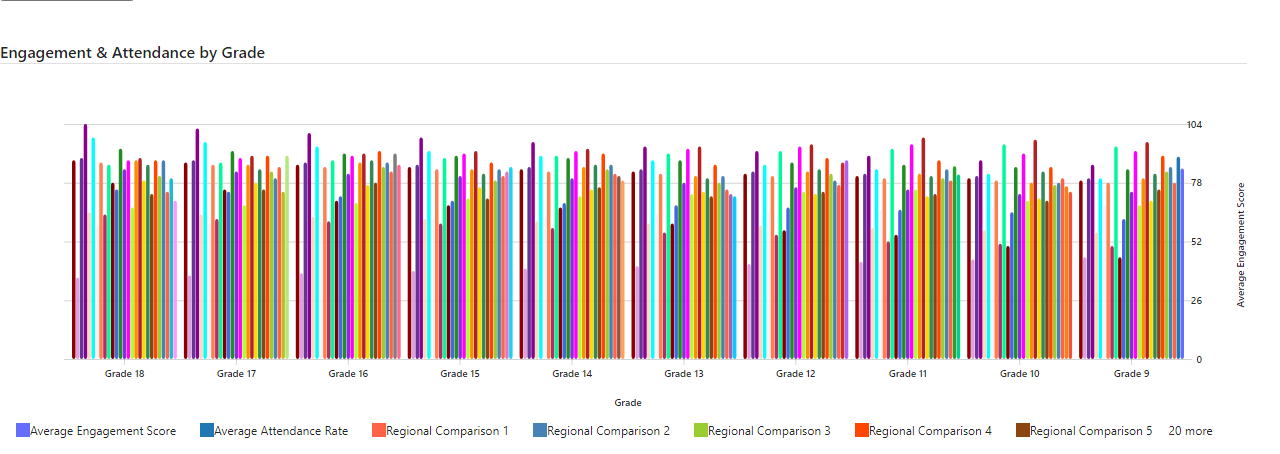 Engagement & Attendance by Grade
104
78
52
26
0
Average Engagement Score
Grade 18 Grade 17 Grade 16 Grade 15 Grade 14 Grade 13 Grade 12 Grade 11 Grade 10 Grade 9
Grade
Average Engagement Score Average Attendance Rate Regional Comparison 1 Regional Comparison 2 Regional Comparison 3 Regional Comparison 4 Regional Comparison 5 20 more